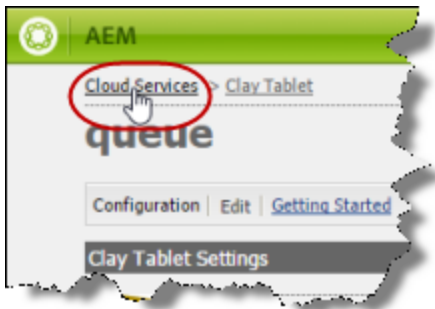 AEM
Cloud Services > Clay Tablet
queue
Configuration | Edit | Getting Started
Clay Tablet Settings